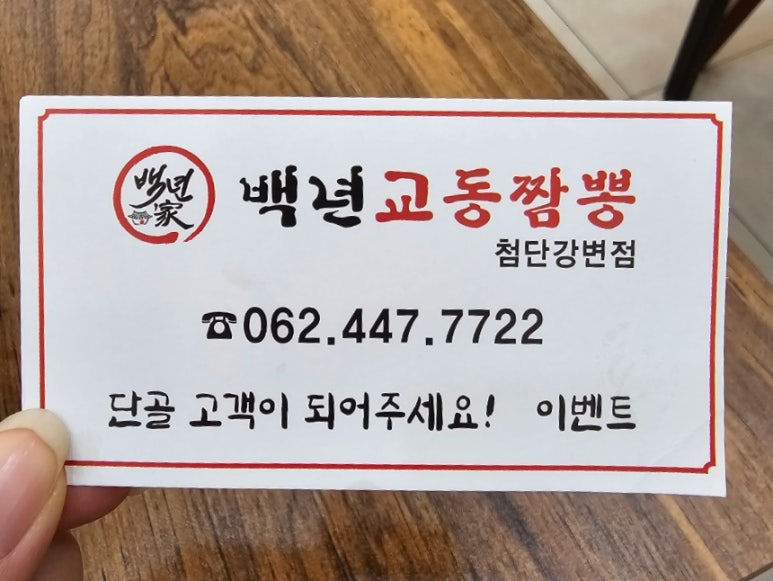 백년家
백년교동짬뽕
첨단강변점
☎062.447.7722
단골 고객이 되어주세요! 이벤트